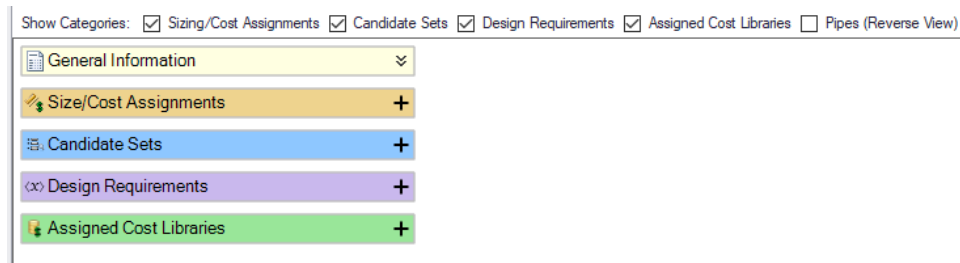 Show Categories: Sizing/Cost Assignments Candidate Sets Design Requirements Assigned Cost Libraries Pipes (Reverse View)
General Information
Size/Cost Assignments
Candidate Sets
Design Requirements
Assigned Cost Libraries